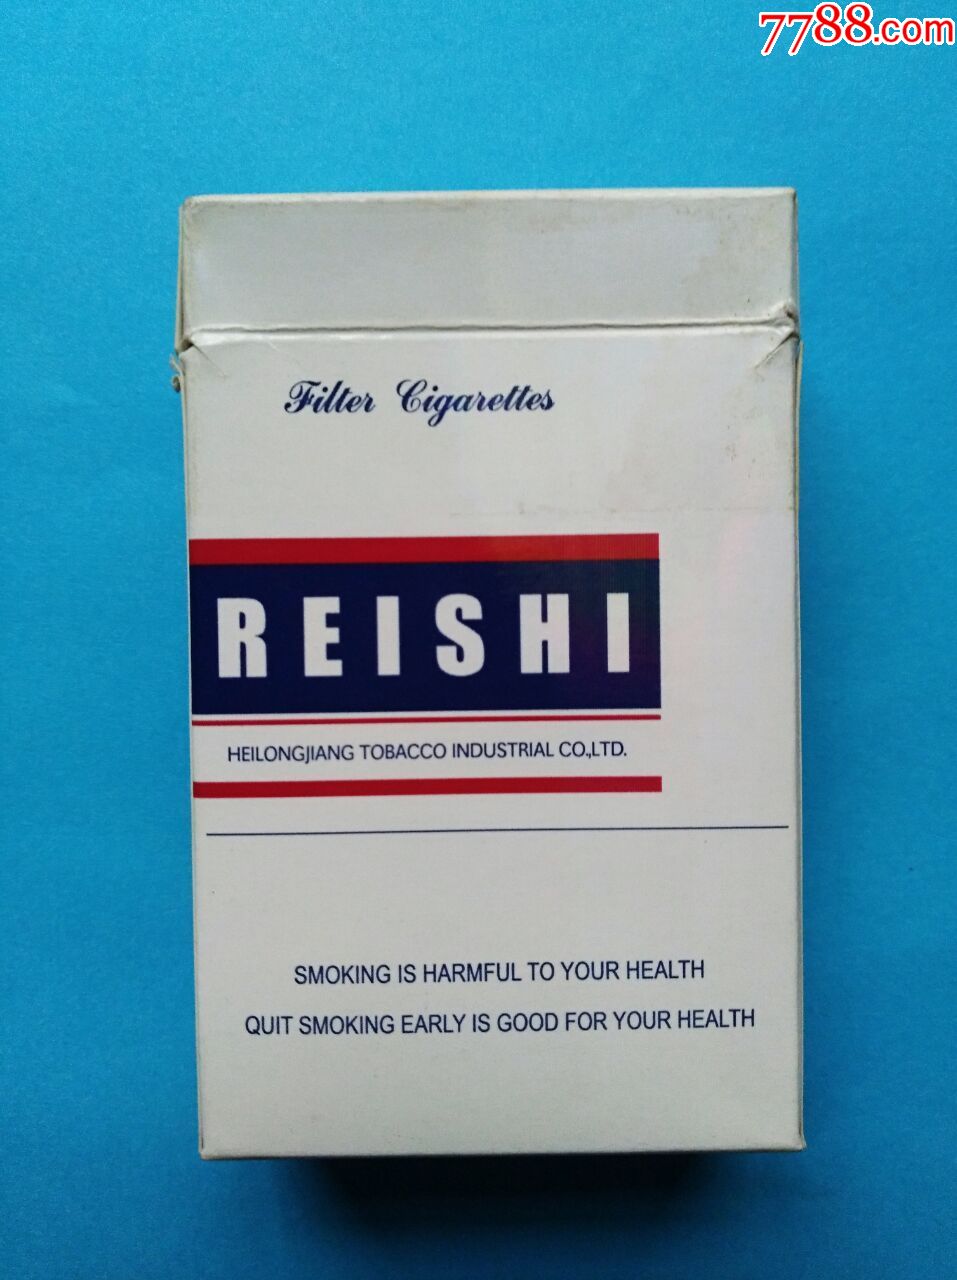 7788.com
Filter Cigarettes
REISHI
HEILONGJIANG TOBACCO INDUSTRIAL CO.,LTD.
SMOKING IS HARMFUL TO YOUR HEALTH
QUIT SMOKING EARLY IS GOOD FOR YOUR HEALTH